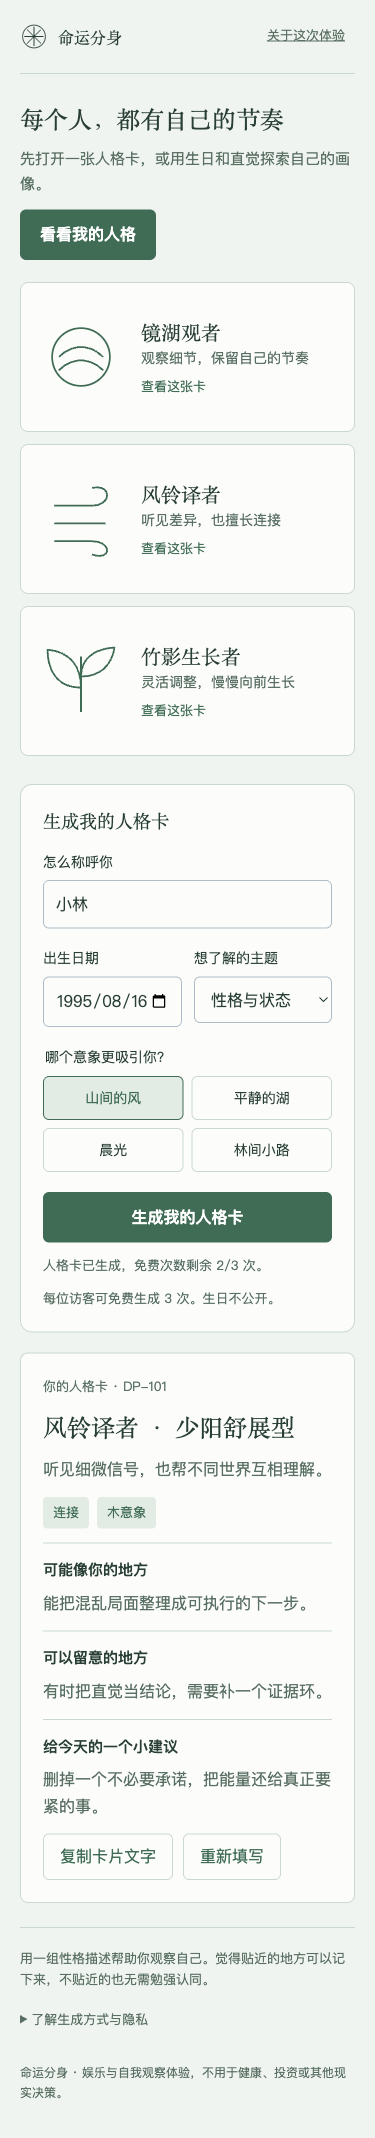 命运分身
关于这次体验
每个人，都有自己的节奏
先打开一张人格卡，或用生日和直觉探索自己的画
像。
看看我的人格
镜湖观者
观察细节，保留自己的节奏
查看这张卡
风铃译者
听见差异，也擅长连接
查看这张卡
竹影生长者
灵活调整，慢慢向前生长
查看这张卡
生成我的人格卡
怎么称呼你
小林
出生日期
想了解的主题
1995/08/16
性格与状态
哪个意象更吸引你?
山间的风
平静的湖
晨光
林间小路
生成我的人格卡
人格卡已生成，免费次数剩余 2/3 次。
每位访客可免费生成 3 次。生日不公开。
你的人格卡 · DP-101
风铃译者 · 少阳舒展型
听见细微信号，也帮不同世界互相理解。
连接
木意象
可能像你的地方
能把混乱局面整理成可执行的下一步。
可以留意的地方
有时把直觉当结论，需要补一个证据环。
给今天的一个小建议
删掉一个不必要承诺，把能量还给真正要
紧的事。
复制卡片文字
重新填写
用一组性格描述帮助你观察自己。觉得贴近的地方可以记
下来，不贴近的也无需勉强认同。
了解生成方式与隐私
命运分身 · 娱乐与自我观察体验，不用于健康、投资或其他现
实决策。